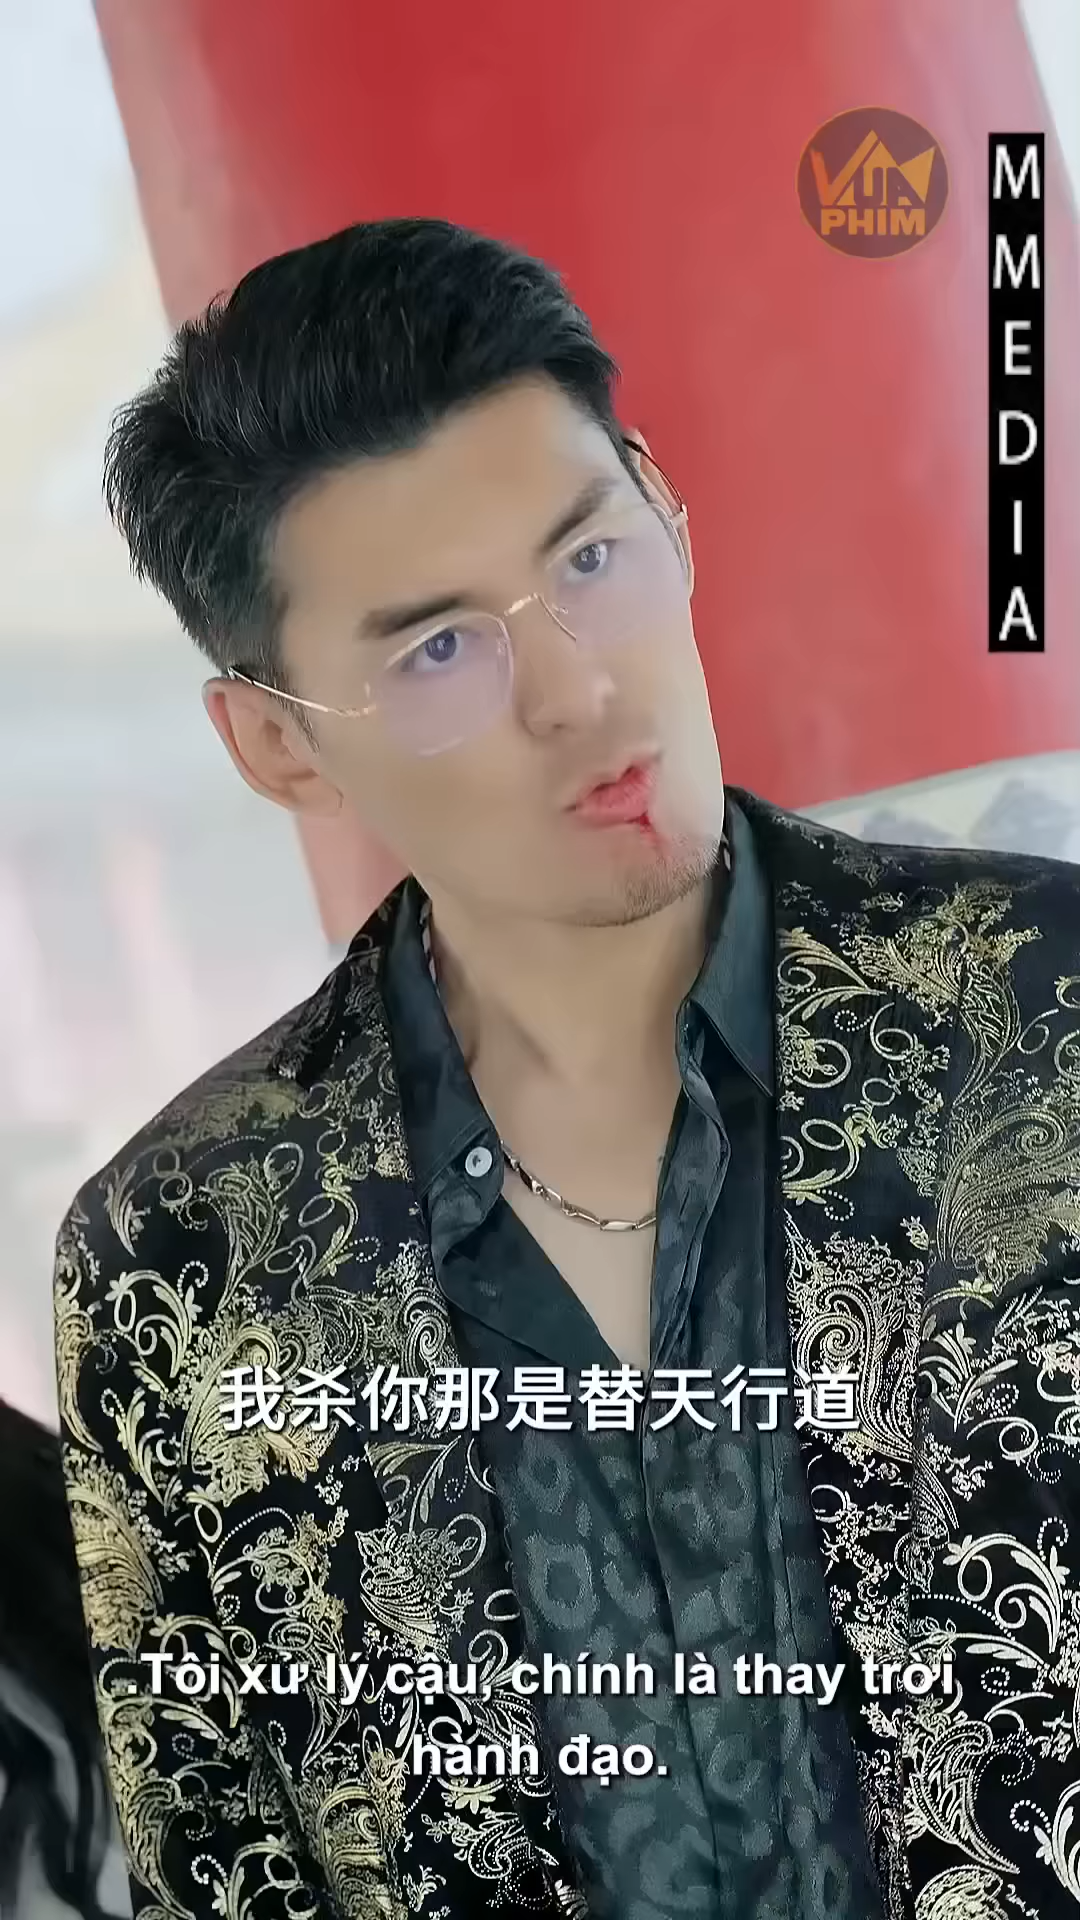 VUA
PHIM
MMEDIA
我杀你那是替天行道
.Tôi xử lý cậu, chính là thay trời
hành đạo.